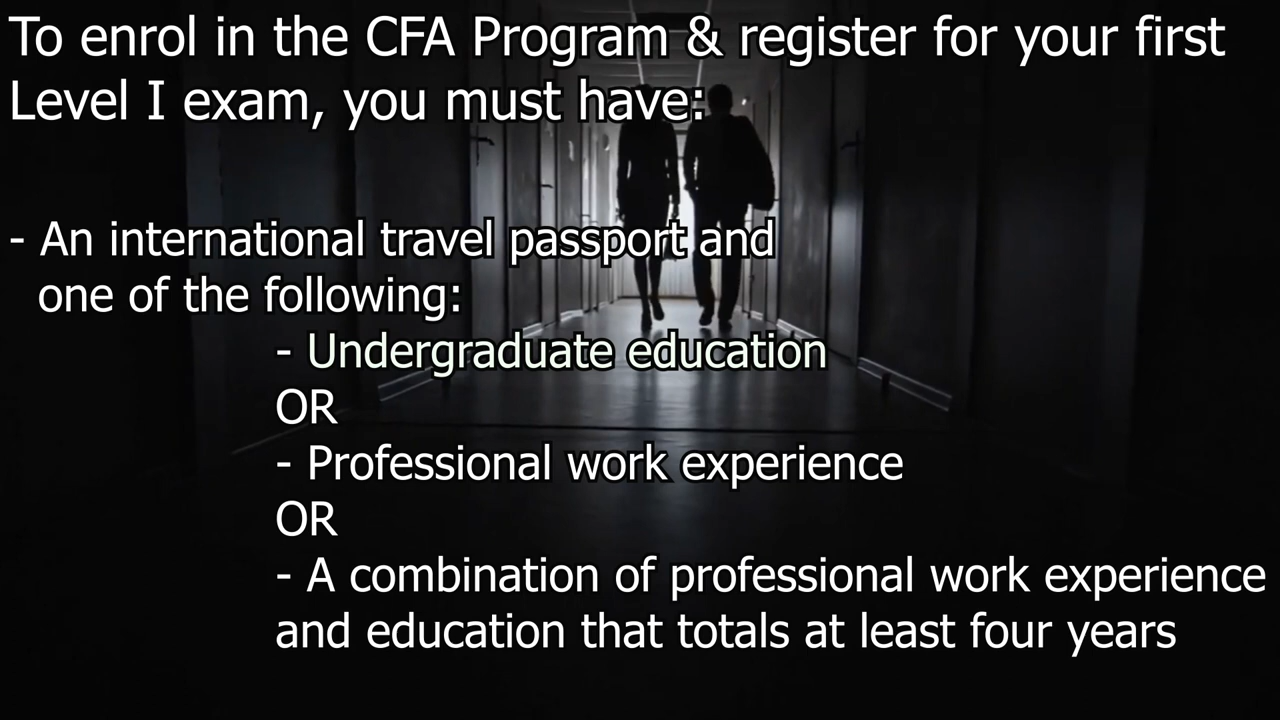 To enrol in the CFA Program & register for your first
Level I exam, you must have:
- An international travel passport and
one of the following:
- Undergraduate education
OR
- Professional work experience
OR
- A combination of professional work experience
and education that totals at least four years